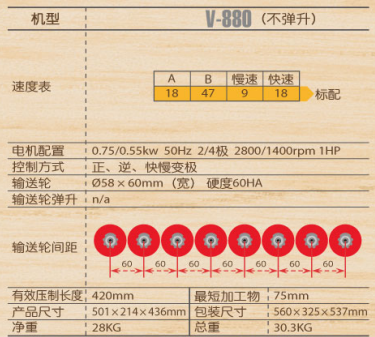 机型 V-880（不弹升）
A B 慢速 快速
速度表 18 47 9 18 标配
电机配置 0.75/0.55kw 50Hz 2/4极 2800/1400rpm 1HP
控制方式 正、逆、快慢变极
输送轮 Ø58×60mm（宽） 硬度60HA
输送轮弹升 n/a
输送轮间距 60 60 60 60 60 60 60
有效压制长度 420mm 最短加工物 75mm
产品尺寸 501×214×436mm 包装尺寸 560×325×537mm
净重 28KG 总重 30.3KG